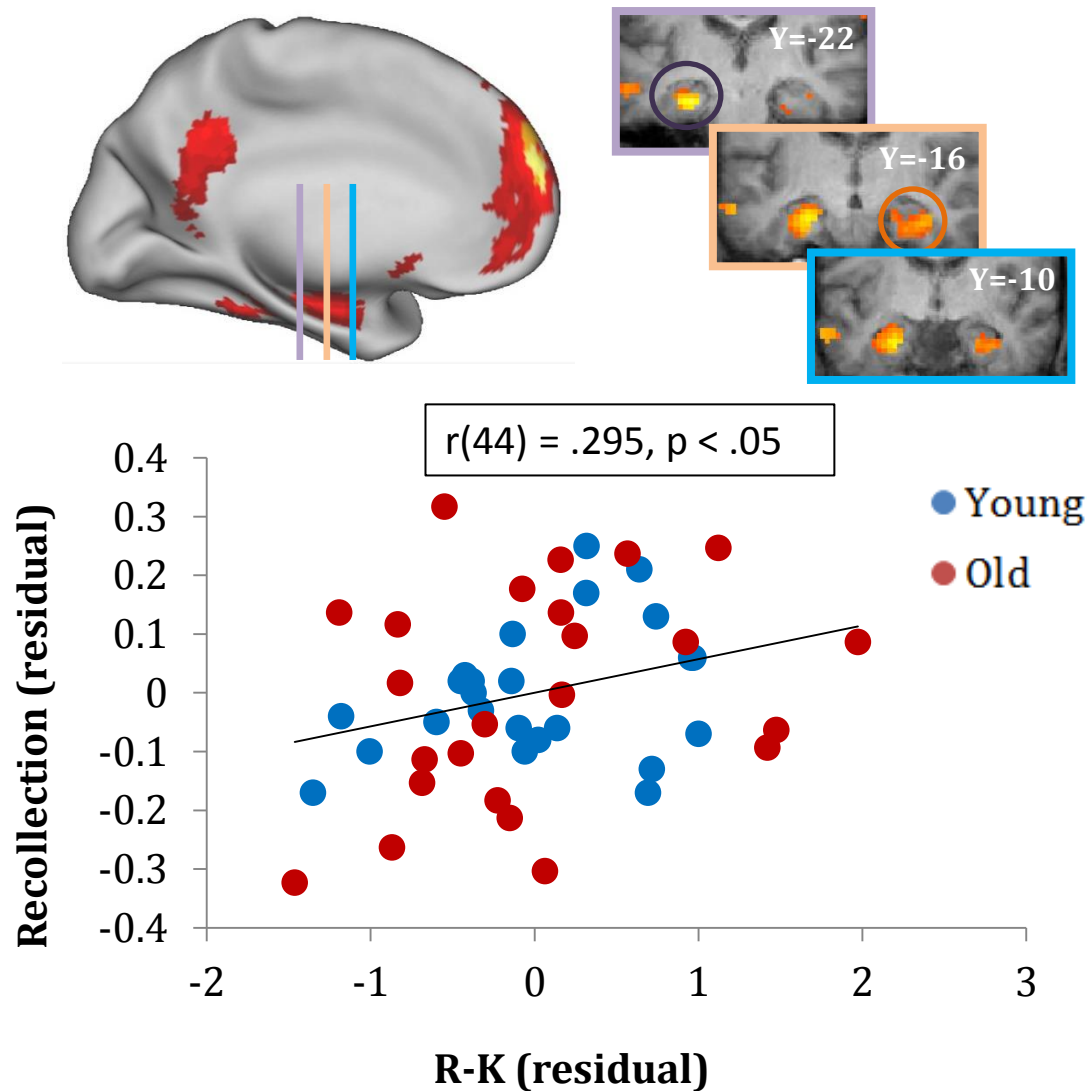 Y=-22
Y=-16
Y=-10
r(44) = .295, p < .05
Recollection (residual)
0.4
0.3
0.2
0.1
0
-0.1
-0.2
-0.3
-0.4
Young
Old
-2 -1 0 1 2 3
R-K (residual)